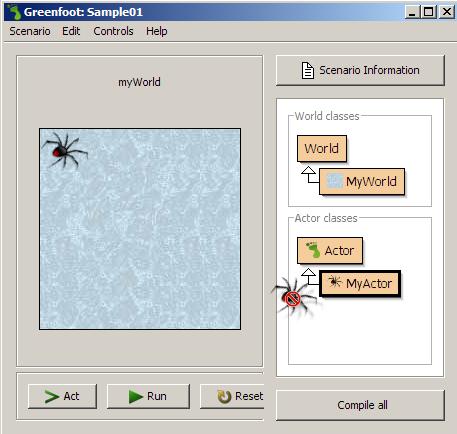 Greenfoot: Sample01
Scenario Edit Controls Help
myWorld
Scenario Information
World classes
World
MyWorld
Actor classes
Actor
MyActor
Act Run Reset
Compile all